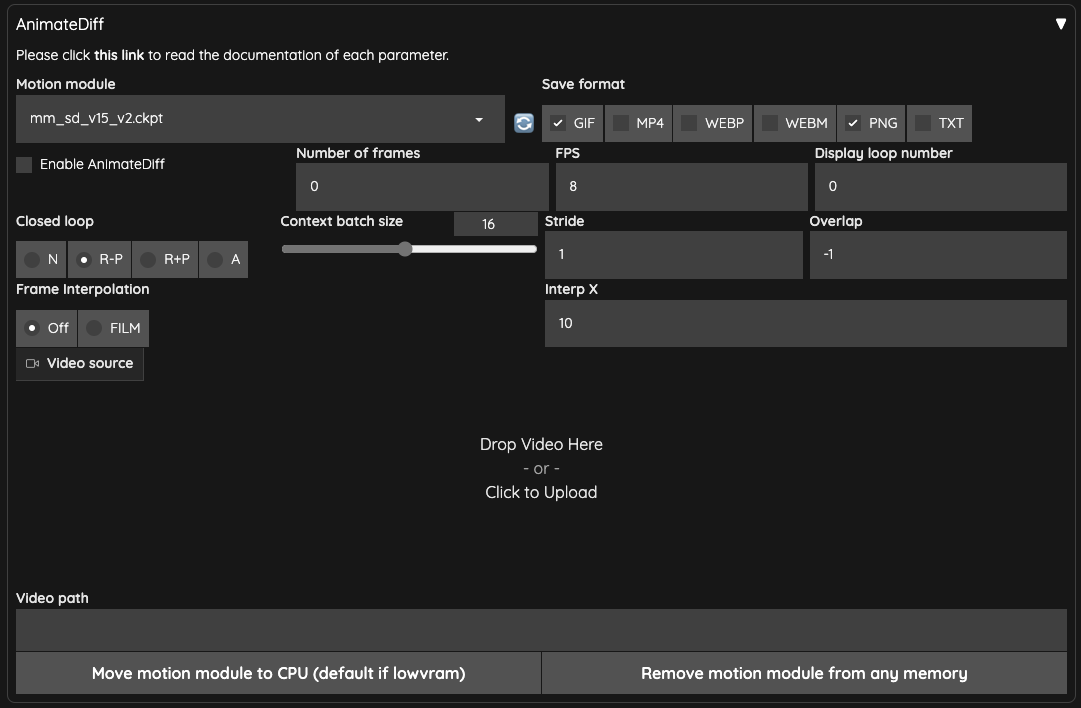 AnimateDiff
Please click this link to read the documentation of each parameter.
Motion module
mm_sd_v15_v2.ckpt
Save format
GIF MP4 WEBP WEBM PNG TXT
Enable AnimateDiff
Number of frames
0
FPS
8
Display loop number
0
Closed loop
N R-P R+P A
Context batch size
16
Stride
1
Overlap
-1
Frame Interpolation
Off FILM
Interp X
10
Video source
Drop Video Here
- or -
Click to Upload
Video path
Move motion module to CPU (default if lowvram)
Remove motion module from any memory